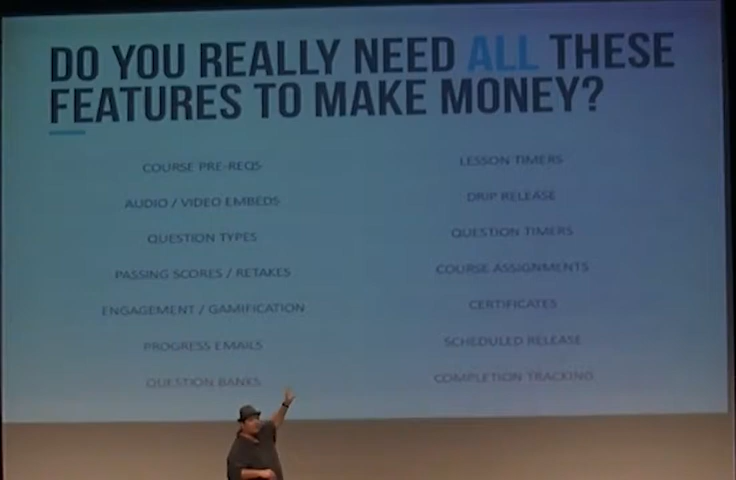 DO YOU REALLY NEED ALL THESE
FEATURES TO MAKE MONEY?
COURSE PRE-REQS
AUDIO / VIDEO EMBEDS
QUESTION TYPES
PASSING SCORES / RETAKES
ENGAGEMENT / GAMIFICATION
PROGRESS EMAILS
QUESTION BANKS
LESSON TIMERS
DRIP RELEASE
QUESTION TIMERS
COURSE ASSIGNMENTS
CERTIFICATES
SCHEDULED RELEASE
COMPLETION TRACKING